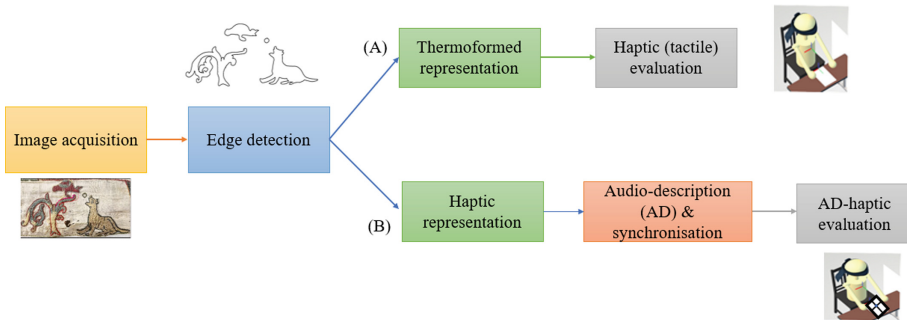 Image acquisition
Edge detection
(A)
Thermoformed
representation
Haptic (tactile)
evaluation
(B)
Haptic
representation
Audio-description
(AD) &
synchronisation
AD-haptic
evaluation